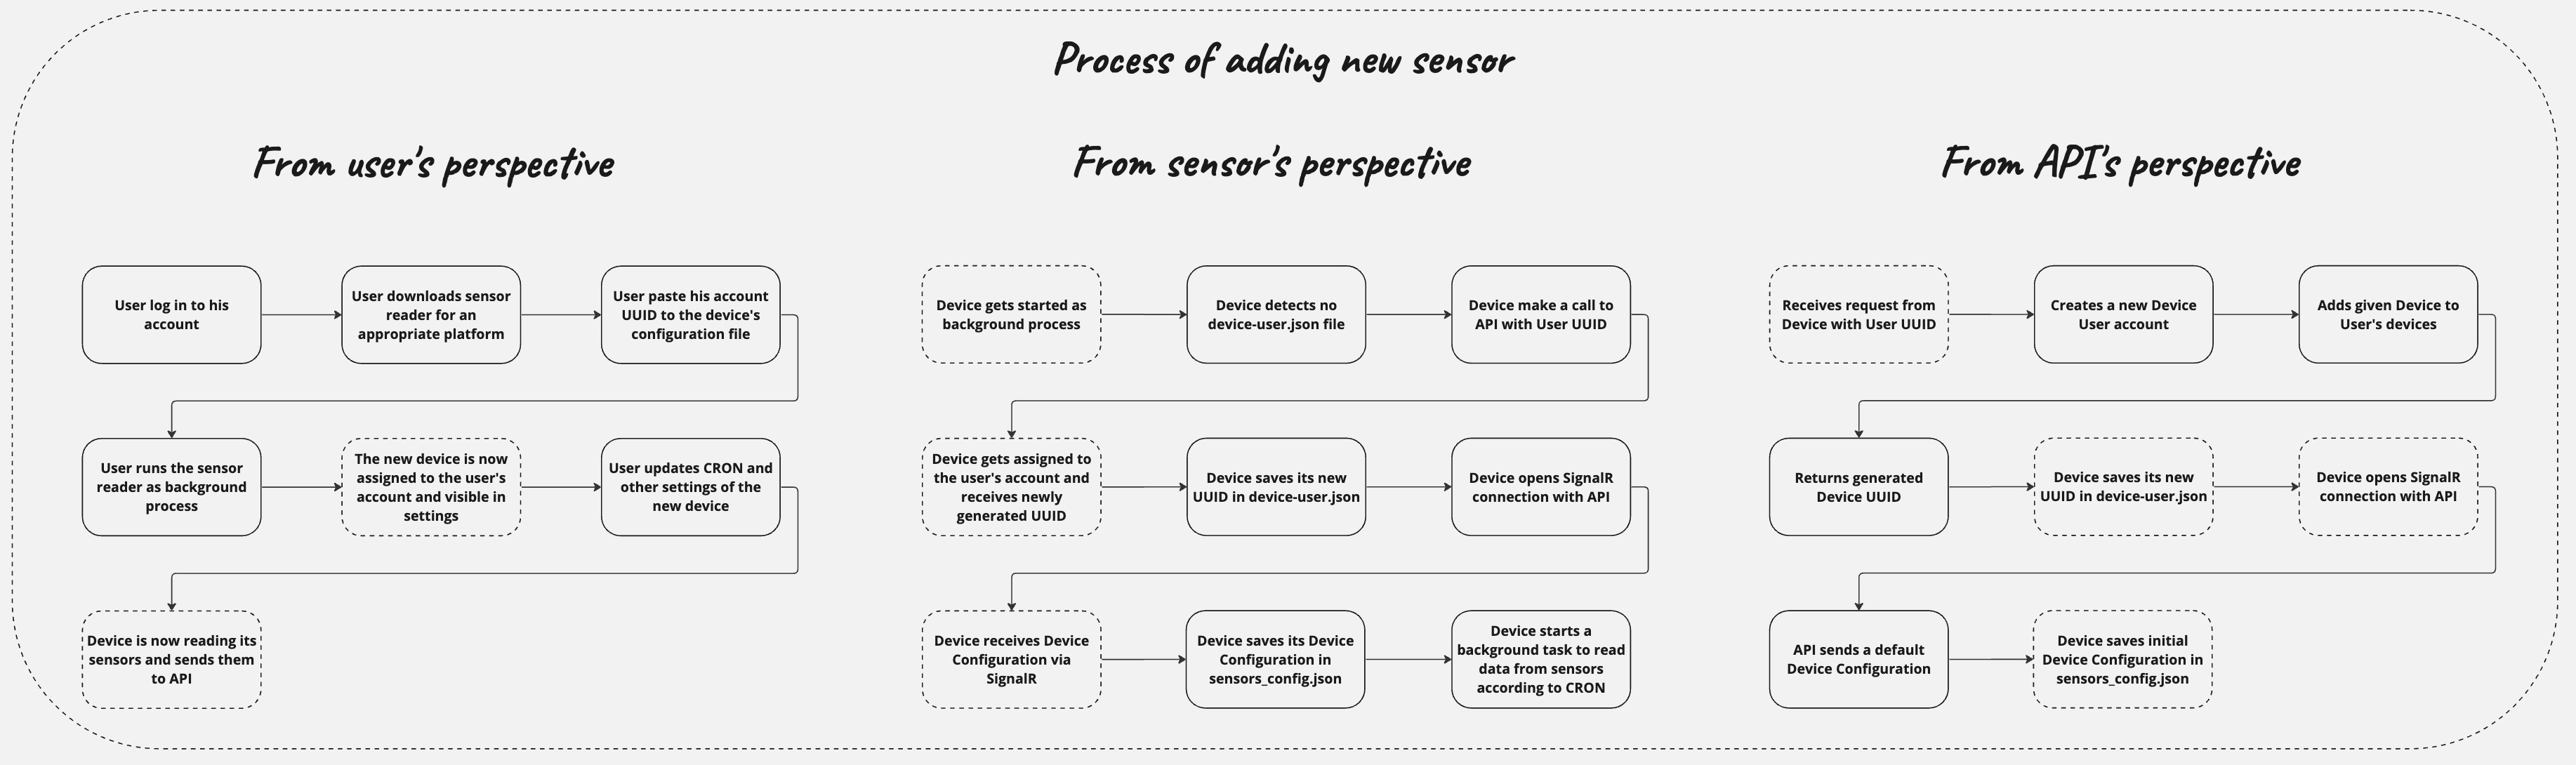 Process of adding new sensor
From user's perspective
User log in to his
account
User downloads sensor
reader for an
appropriate platform
User paste his account
UUID to the device's
configuration file
User runs the sensor
reader as background
process
The new device is now
assigned to the user's
account and visible in
settings
User updates CRON and
other settings of the
new device
Device is now reading its
sensors and sends them
to API
From sensor's perspective
Device gets started as
background process
Device detects no
device-user.json file
Device make a call to
API with User UUID
Device gets assigned to
the user's account and
receives newly
generated UUID
Device saves its new
UUID in device-user.json
Device opens SignalR
connection with API
Device receives Device
Configuration via
SignalR
Device saves its Device
Configuration in
sensors_config.json
Device starts a
background task to read
data from sensors
according to CRON
From API's perspective
Receives request from
Device with User UUID
Creates a new Device
User account
Adds given Device to
User's devices
Returns generated
Device UUID
Device saves its new
UUID in device-user.json
Device opens SignalR
connection with API
API sends a default
Device Configuration
Device saves initial
Device Configuration in
sensors_config.json